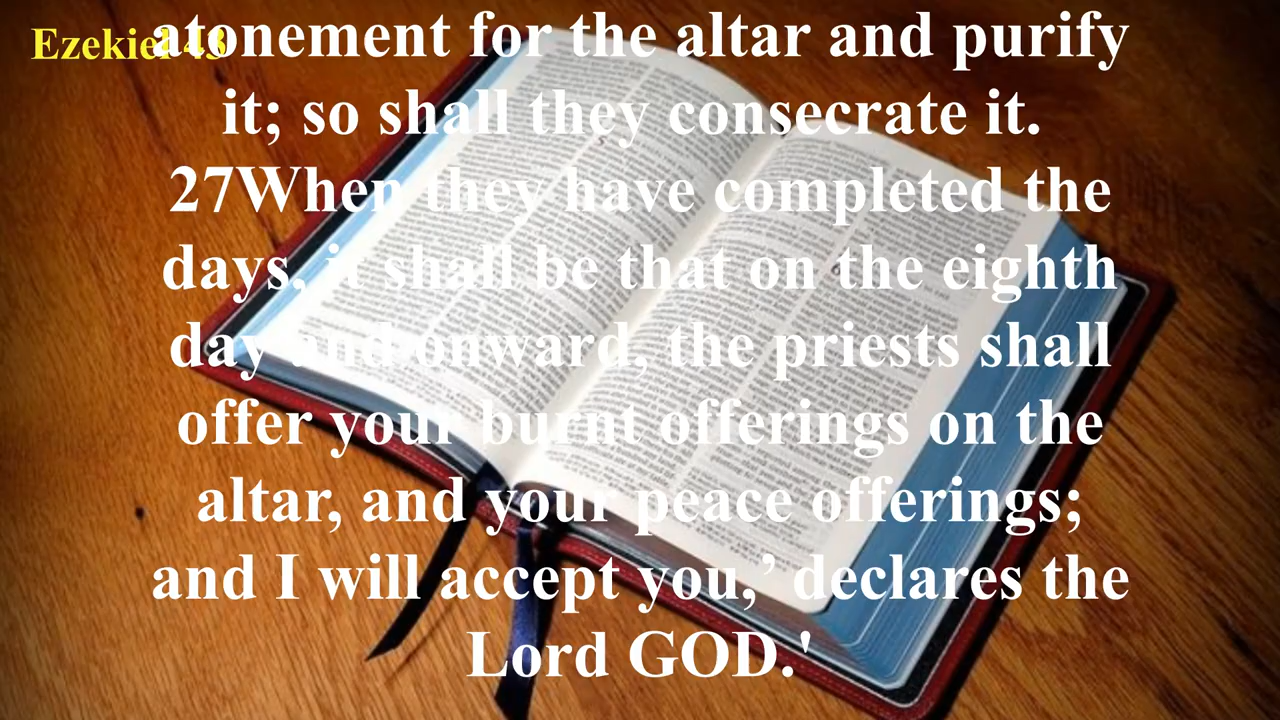 Ezekiel 43
atonement for the altar and purify
it; so shall they consecrate it.
27When they have completed the
days, it shall be that on the eighth
day and onward, the priests shall
offer your burnt offerings on the
altar, and your peace offerings;
and I will accept you,’ declares the
Lord GOD.'